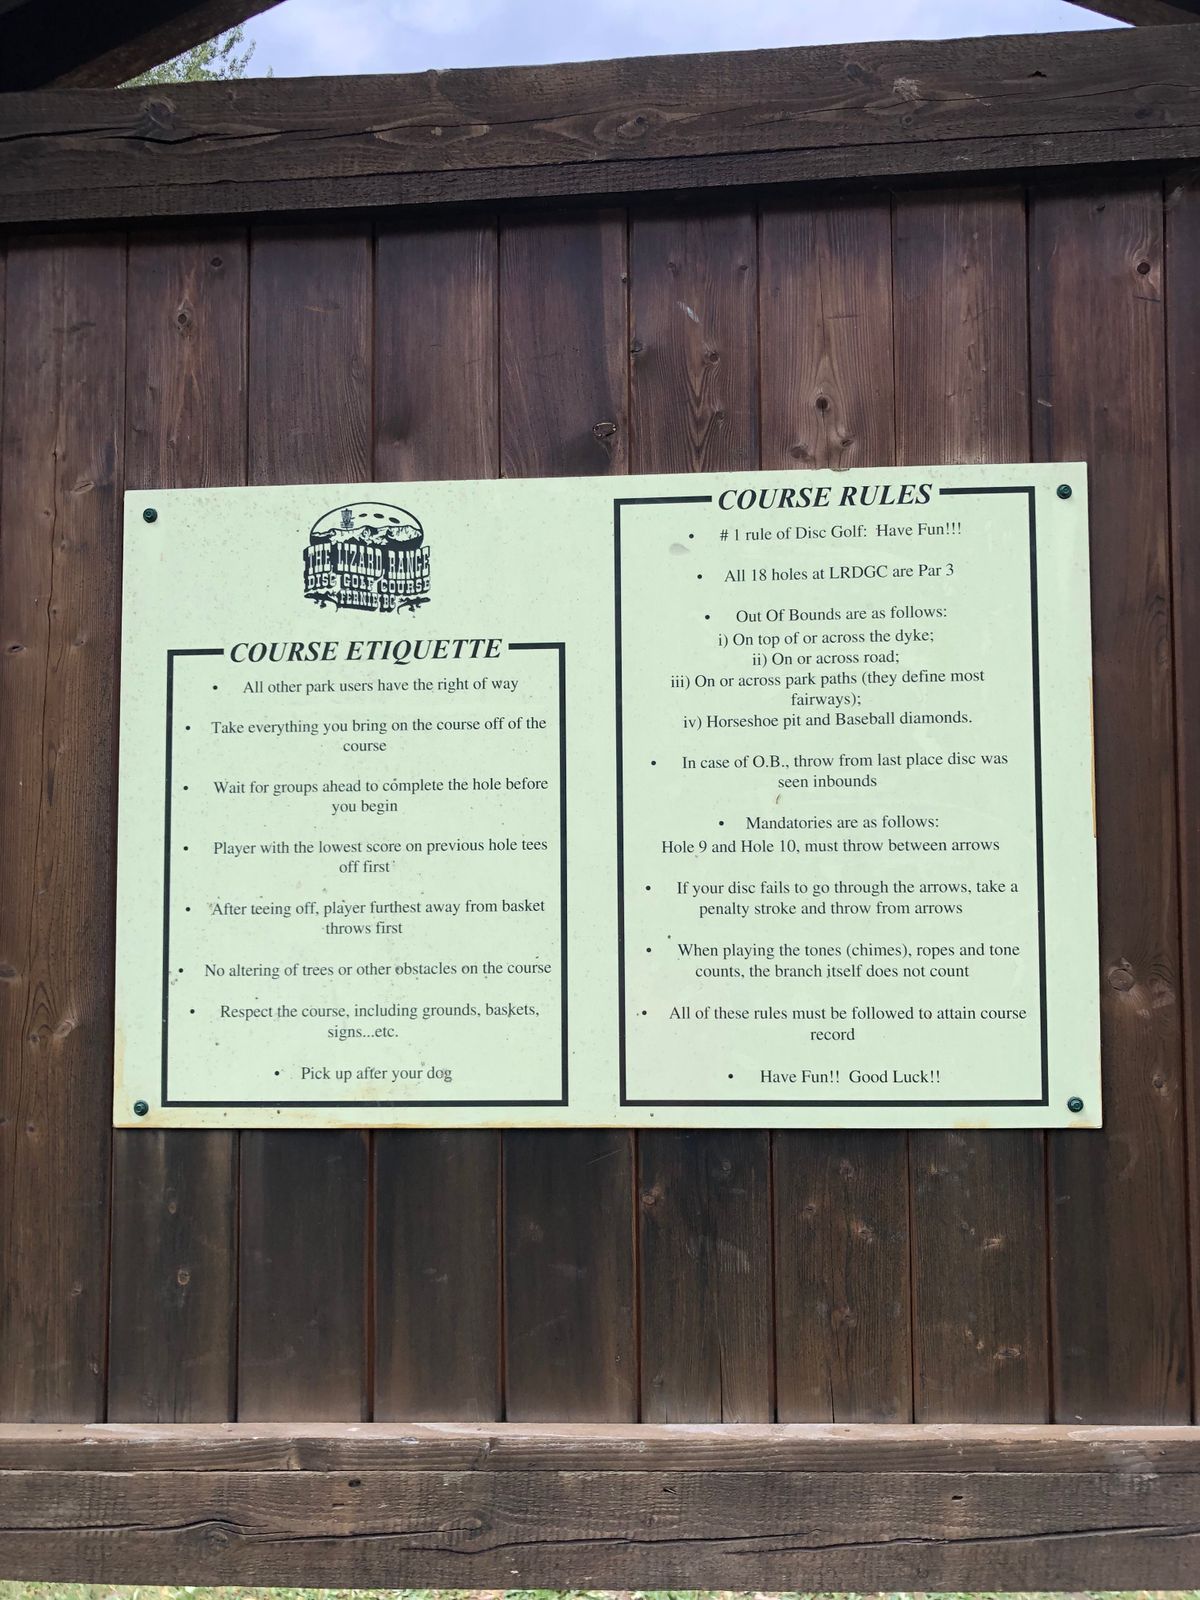 THE LIZARD RANGE
DISC GOLF COURSE
FERNIE BC
COURSE ETIQUETTE
• All other park users have the right of way
• Take everything you bring on the course off of the
course
• Wait for groups ahead to complete the hole before
you begin
• Player with the lowest score on previous hole tees
off first
• After teeing off, player furthest away from basket
throws first
• No altering of trees or other obstacles on the course
• Respect the course, including grounds, baskets,
signs...etc.
• Pick up after your dog
COURSE RULES
• # 1 rule of Disc Golf: Have Fun!!!
• All 18 holes at LRDGC are Par 3
• Out Of Bounds are as follows:
i) On top of or across the dyke;
ii) On or across road;
iii) On or across park paths (they define most
fairways);
iv) Horseshoe pit and Baseball diamonds.
• In case of O.B., throw from last place disc was
seen inbounds
• Mandatories are as follows:
Hole 9 and Hole 10, must throw between arrows
• If your disc fails to go through the arrows, take a
penalty stroke and throw from arrows
• When playing the tones (chimes), ropes and tone
counts, the branch itself does not count
• All of these rules must be followed to attain course
record
• Have Fun!! Good Luck!!